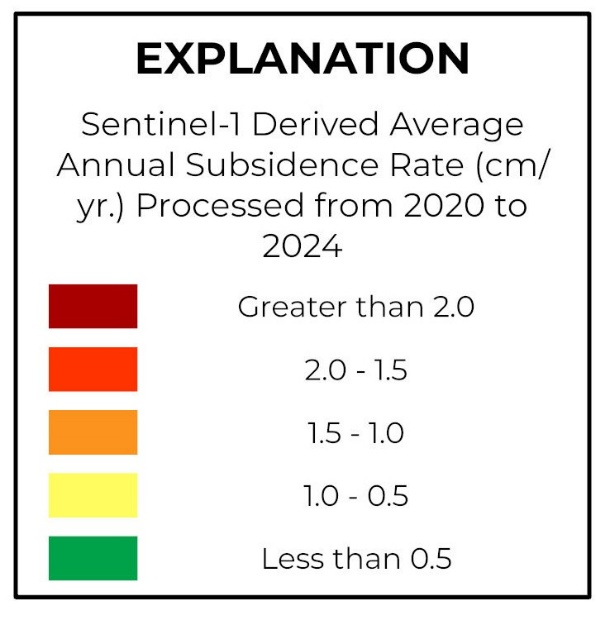 EXPLANATION
Sentinel-1 Derived Average
Annual Subsidence Rate (cm/
yr.) Processed from 2020 to
2024
Greater than 2.0
2.0 - 1.5
1.5 - 1.0
1.0 - 0.5
Less than 0.5